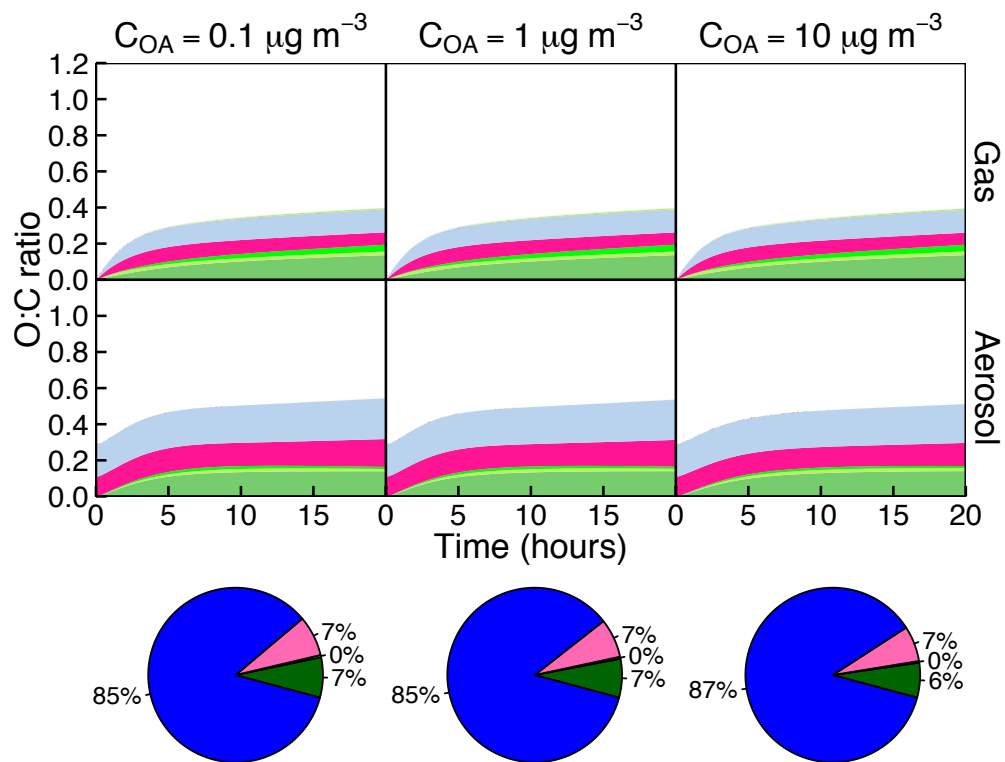 C_OA = 0.1 μg m⁻³ C_OA = 1 μg m⁻³ C_OA = 10 μg m⁻³
1.2
1.0
0.8
0.6
0.4
0.2
0.0
Gas
O:C ratio
1.0
0.8
0.6
0.4
0.2
0.0
Aerosol
0 5 10 15 0 5 10 15 0 5 10 15 20
Time (hours)
7% 0% 7% 85%
7% 0% 7% 85%
7% 0% 6% 87%